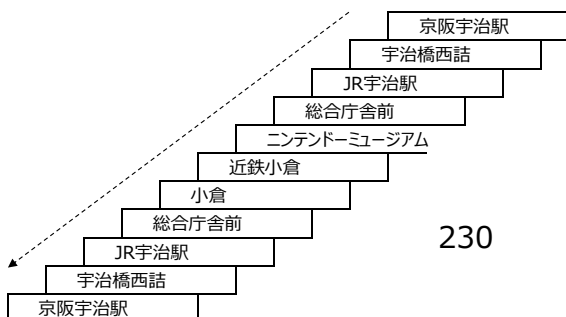 京阪宇治駅
宇治橋西詰
JR宇治駅
総合庁舎前
ニンテンドーミュージアム
近鉄小倉
小倉
総合庁舎前
230
JR宇治駅
宇治橋西詰
京阪宇治駅